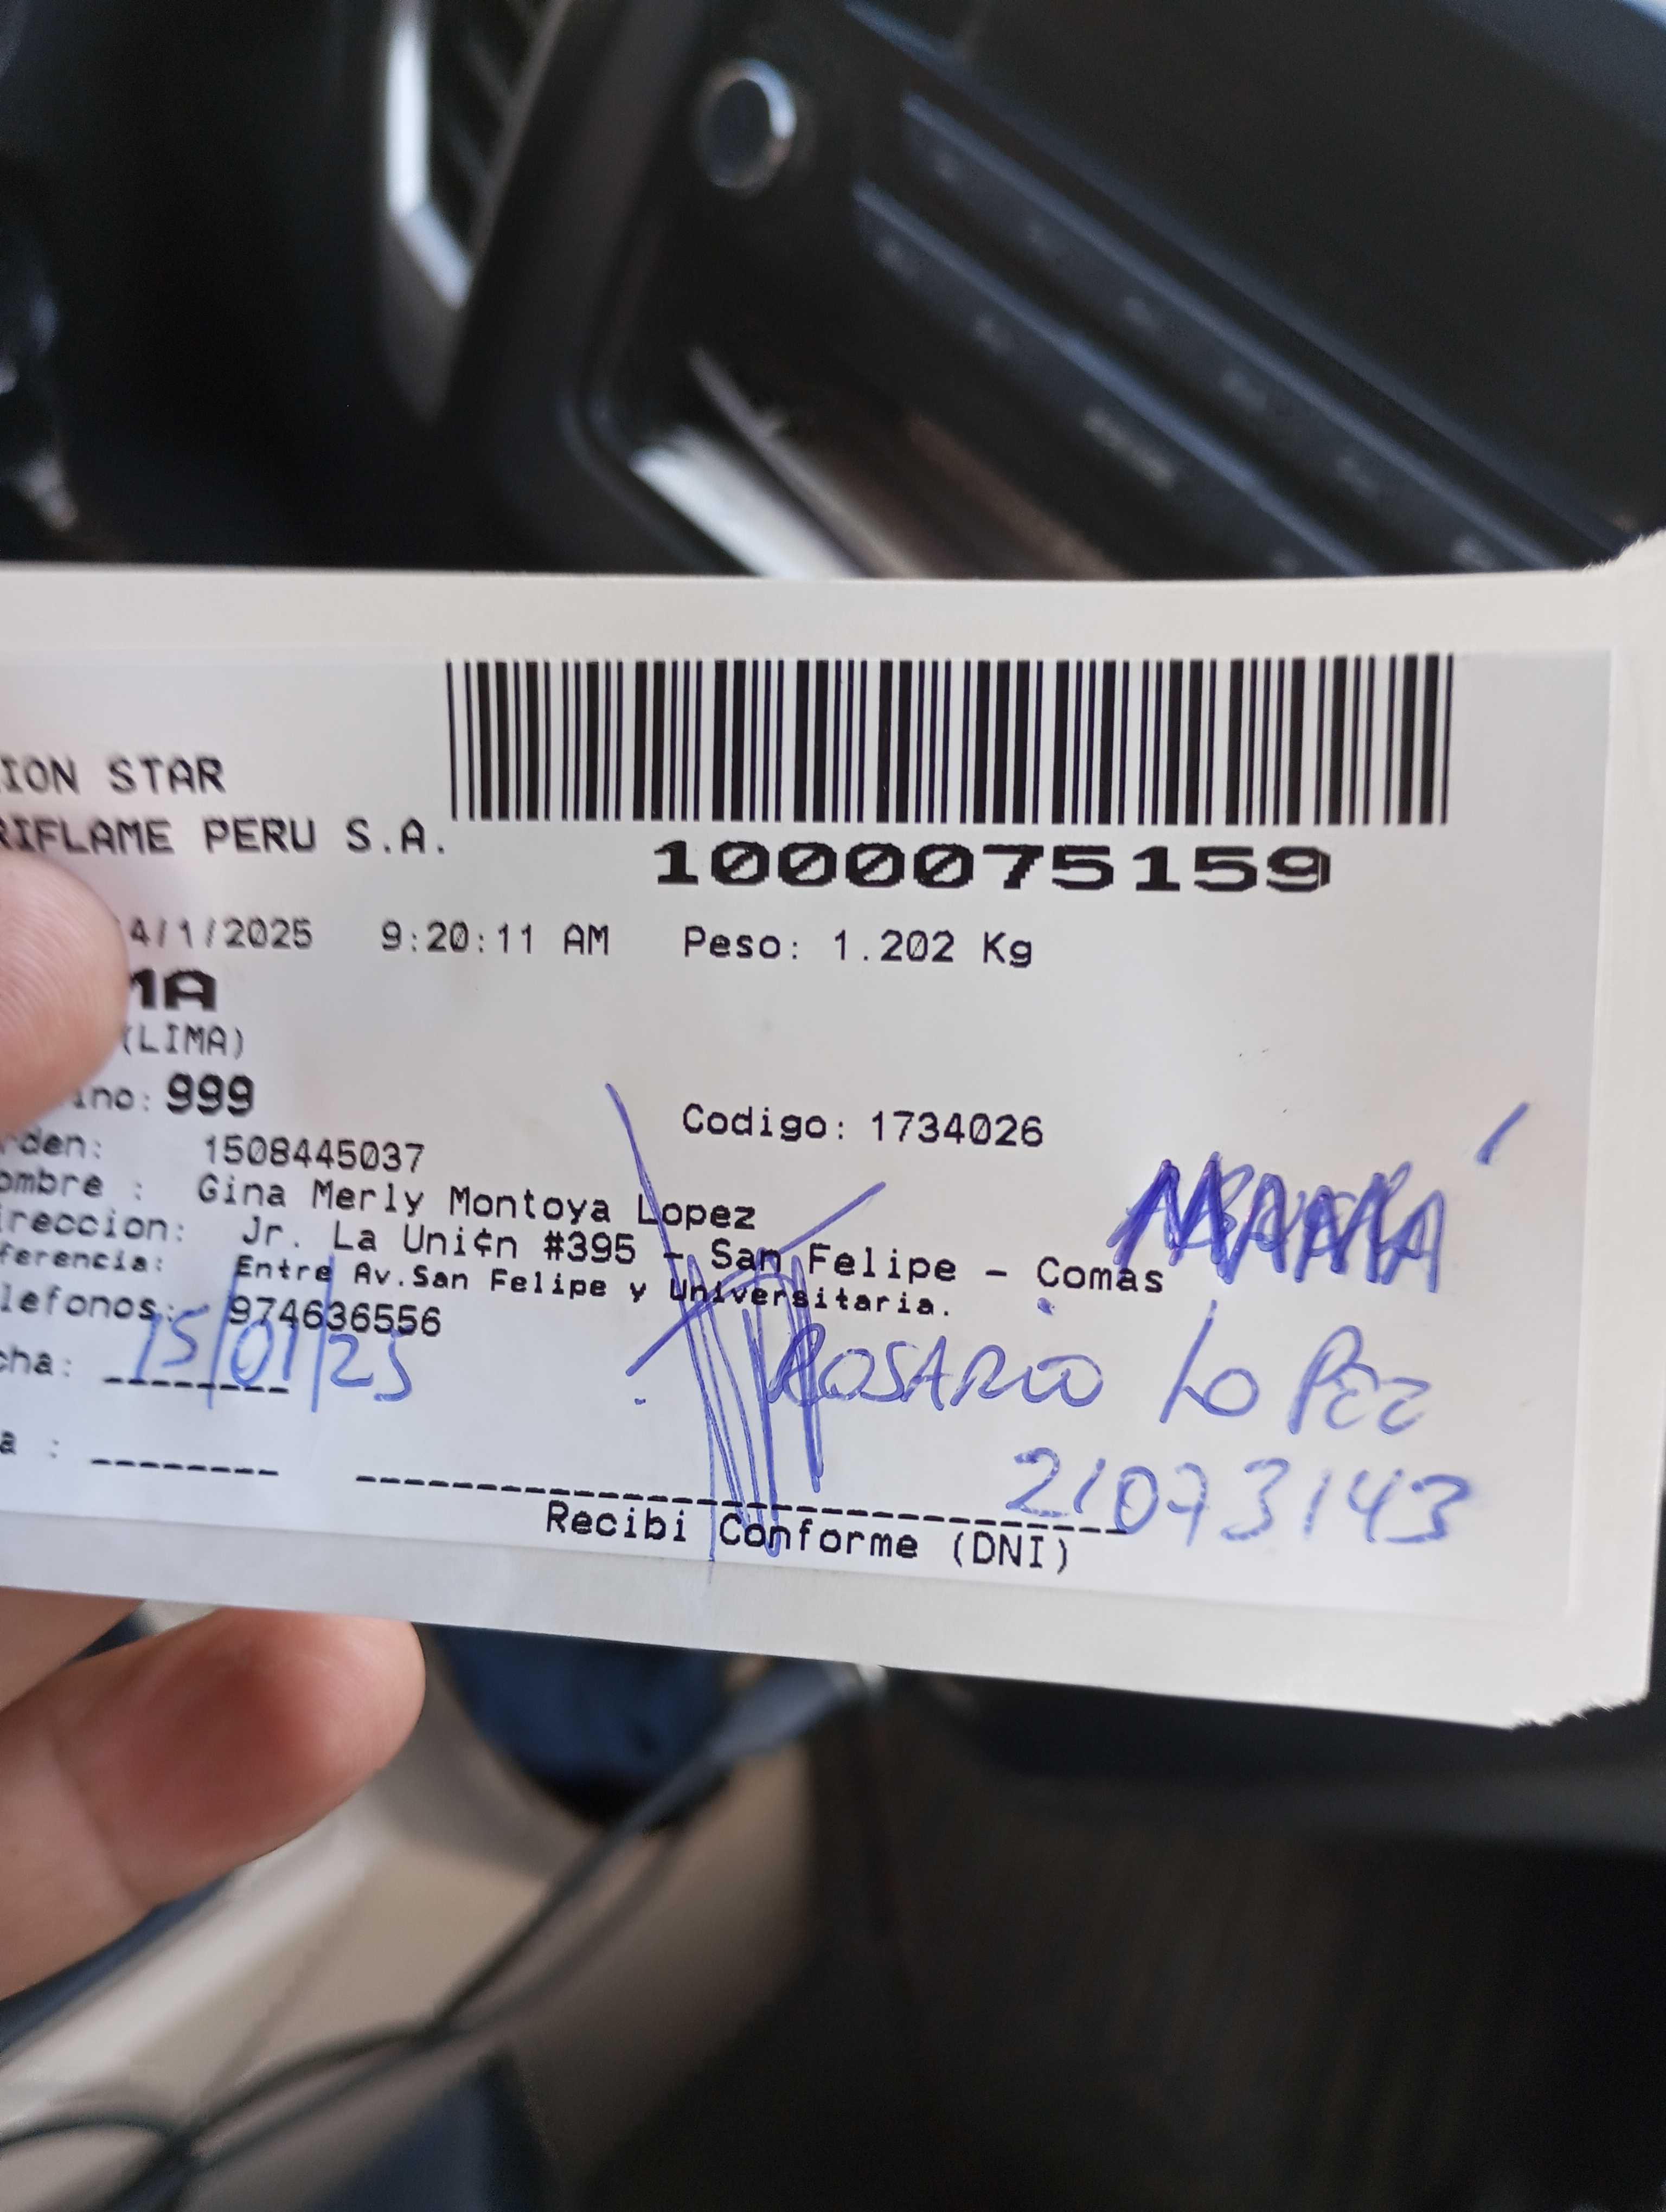 ION STAR
RIFLAME PERU S.A.
1000075159
4/1/2025 9:20:11 AM Peso: 1.202 Kg
MA
(LIMA)
ino: 999
Codigo: 1734026
rden: 1508445037
ombre : Gina Merly Montoya Lopez
MAMÁ
ireccion: Jr. La Uni¢n #395 - San Felipe - Comas
ferencia: Entre Av.San Felipe y Universitaria.
lefonos: 974636556
cha: 15/01/25
ROSARIO LOPEZ
21073143
a :
Recibi Conforme (DNI)